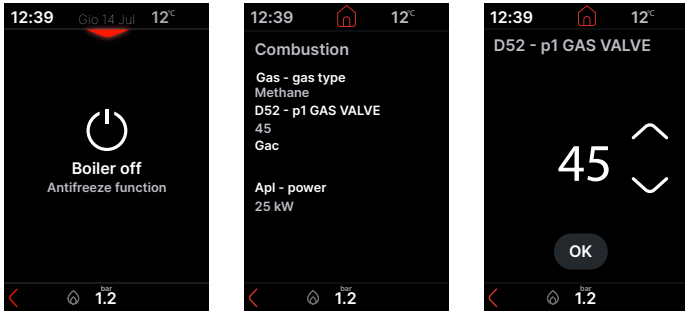 12:39 Gio 14 Jul 12°C
Boiler off
Antifreeze function
bar
1.2
12:39 12°C
Combustion
Gas - gas type
Methane
D52 - p1 GAS VALVE
45
Gac
Apl - power
25 kW
bar
1.2
12:39 12°C
D52 - p1 GAS VALVE
45
OK
bar
1.2